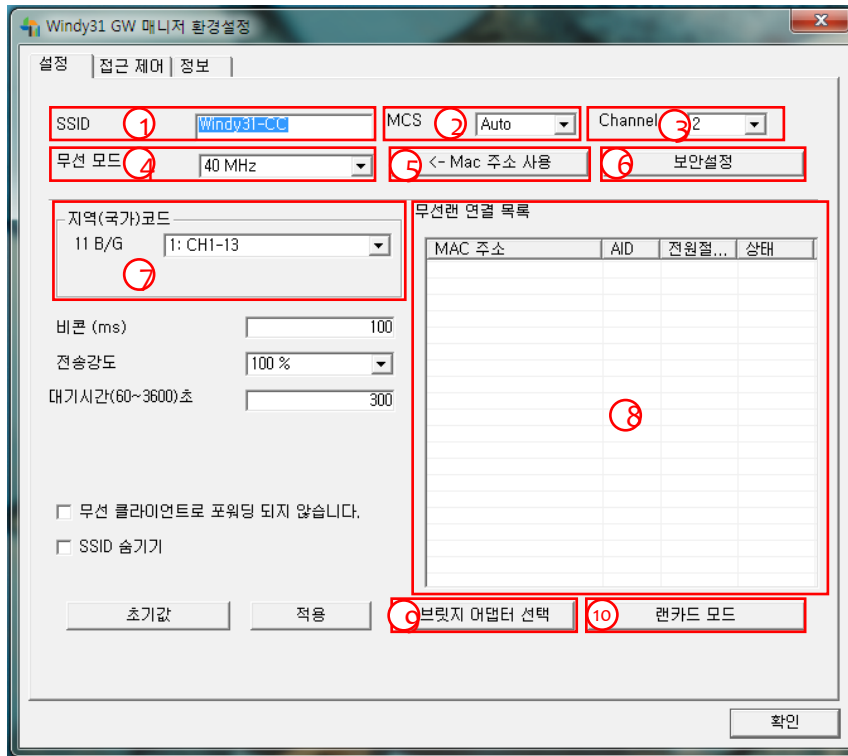 Windy31 GW 매니저 환경설정
설정 접근 제어 정보
SSID 1 Windy31-CC MCS 2 Auto Channel 3 2
무선 모드 4 40 MHz 5 <- Mac 주소 사용 6 보안설정
지역(국가)코드 무선랜 연결 목록
11 B/G 1: CH1-13
7
MAC 주소 AID 전원절... 상태
비콘 (ms) 100
전송강도 100 %
대기시간(60~3600)초 300
8
무선 클라이언트로 포워딩 되지 않습니다.
SSID 숨기기
초기값 적용 9 브릿지 어댑터 선택 10 랜카드 모드
확인